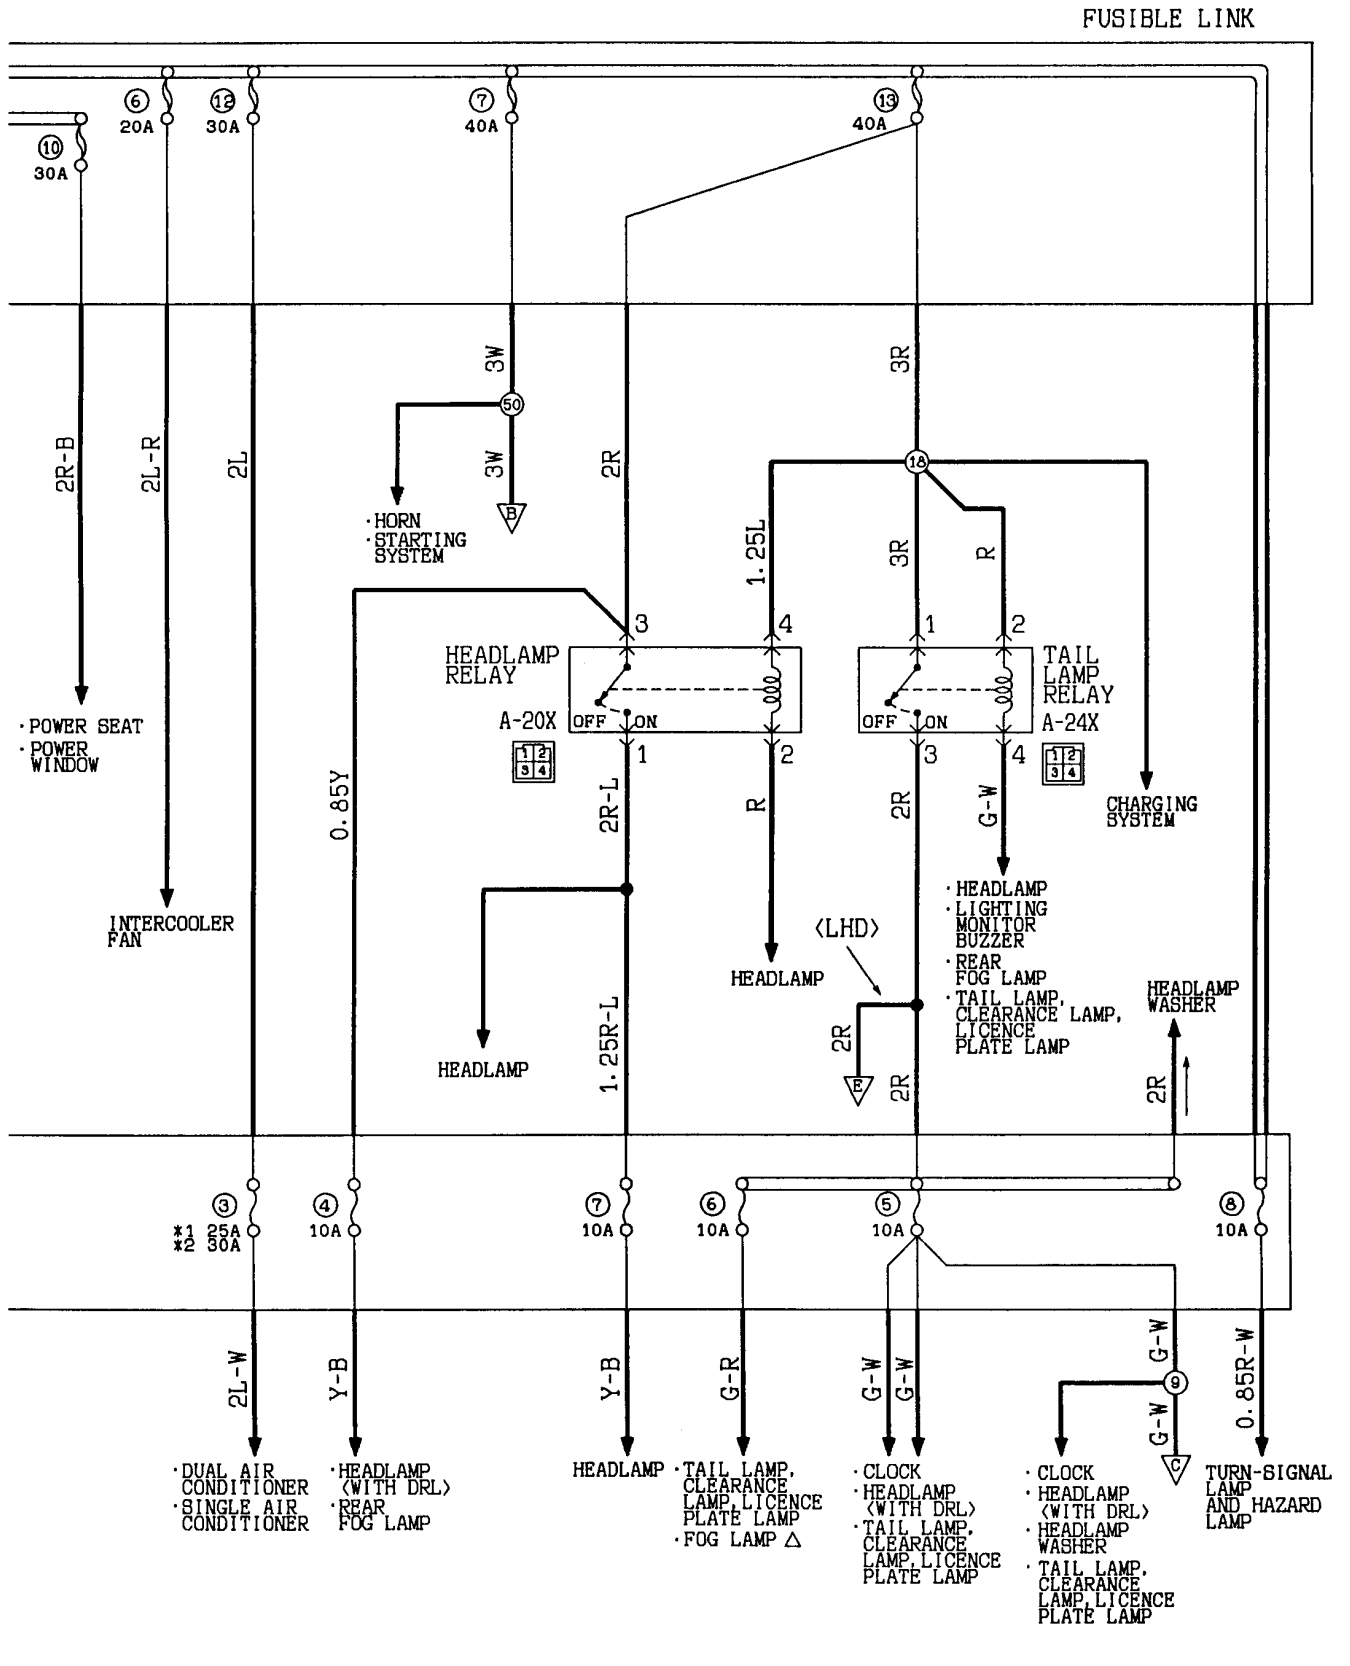 FUSIBLE LINK
6
20A
12
30A
7
40A
13
40A
10
30A
3W
3R
50
2R-B
2L-R
2L
3W
2R
18
B
·HORN
·STARTING
SYSTEM
1.25L
3R
R
3
4
1
2
HEADLAMP
RELAY
TAIL
LAMP
RELAY
A-20X
OFF
ON
OFF
ON
A-24X
1 2
3 4
1
2
3
4
1 2
3 4
·POWER SEAT
·POWER
WINDOW
0.85Y
2R-L
R
2R
G-W
CHARGING
SYSTEM
INTERCOOLER
FAN
<LHD>
·HEADLAMP
·LIGHTING
MONITOR
BUZZER
·REAR
FOG LAMP
·TAIL LAMP,
CLEARANCE LAMP,
LICENCE
PLATE LAMP
HEADLAMP
HEADLAMP
WASHER
HEADLAMP
1.25R-L
2R
E
2R
2R
3
*1 25A
*2 30A
4
10A
7
10A
6
10A
5
10A
8
10A
2L-W
Y-B
Y-B
G-R
G-W
G-W
G-W
9
G-W
C
0.85R-W
·DUAL AIR
CONDITIONER
·SINGLE AIR
CONDITIONER
·HEADLAMP
<WITH DRL>
·REAR
FOG LAMP
HEADLAMP
·TAIL LAMP,
CLEARANCE
LAMP,LICENCE
PLATE LAMP
·FOG LAMP △
·CLOCK
·HEADLAMP
<WITH DRL>
·TAIL LAMP,
CLEARANCE
LAMP,LICENCE
PLATE LAMP
·CLOCK
·HEADLAMP
<WITH DRL>
·HEADLAMP
WASHER
·TAIL LAMP,
CLEARANCE
LAMP,LICENCE
PLATE LAMP
TURN-SIGNAL
LAMP
AND HAZARD
LAMP